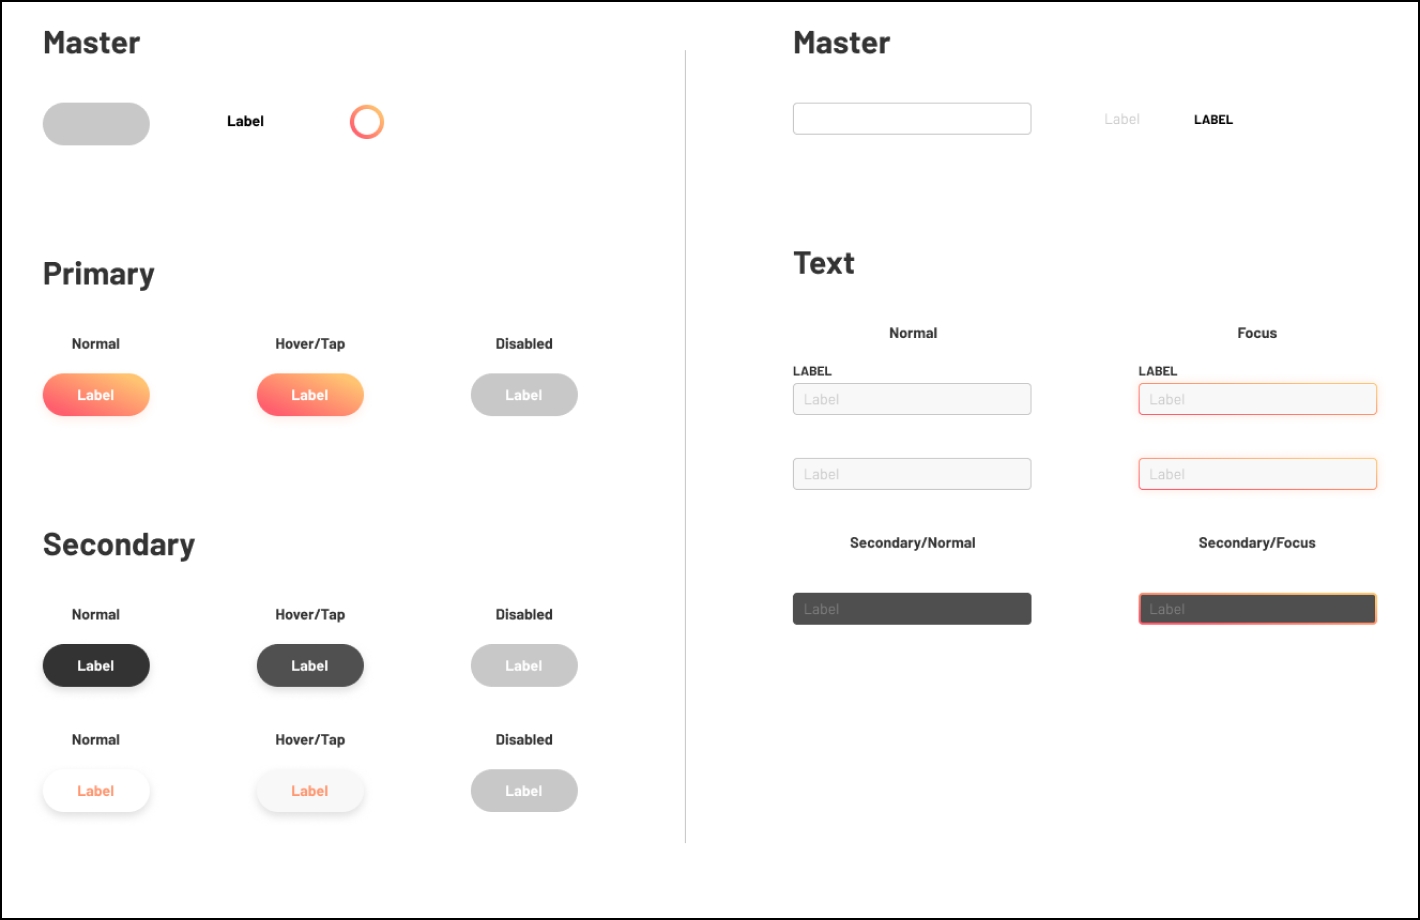 Master
Label
Primary
Normal Hover/Tap Disabled
Label Label Label
Secondary
Normal Hover/Tap Disabled
Label Label Label
Normal Hover/Tap Disabled
Label Label Label
Master
Label LABEL
Text
Normal Focus
LABEL LABEL
Label Label
Label Label
Secondary/Normal Secondary/Focus
Label Label